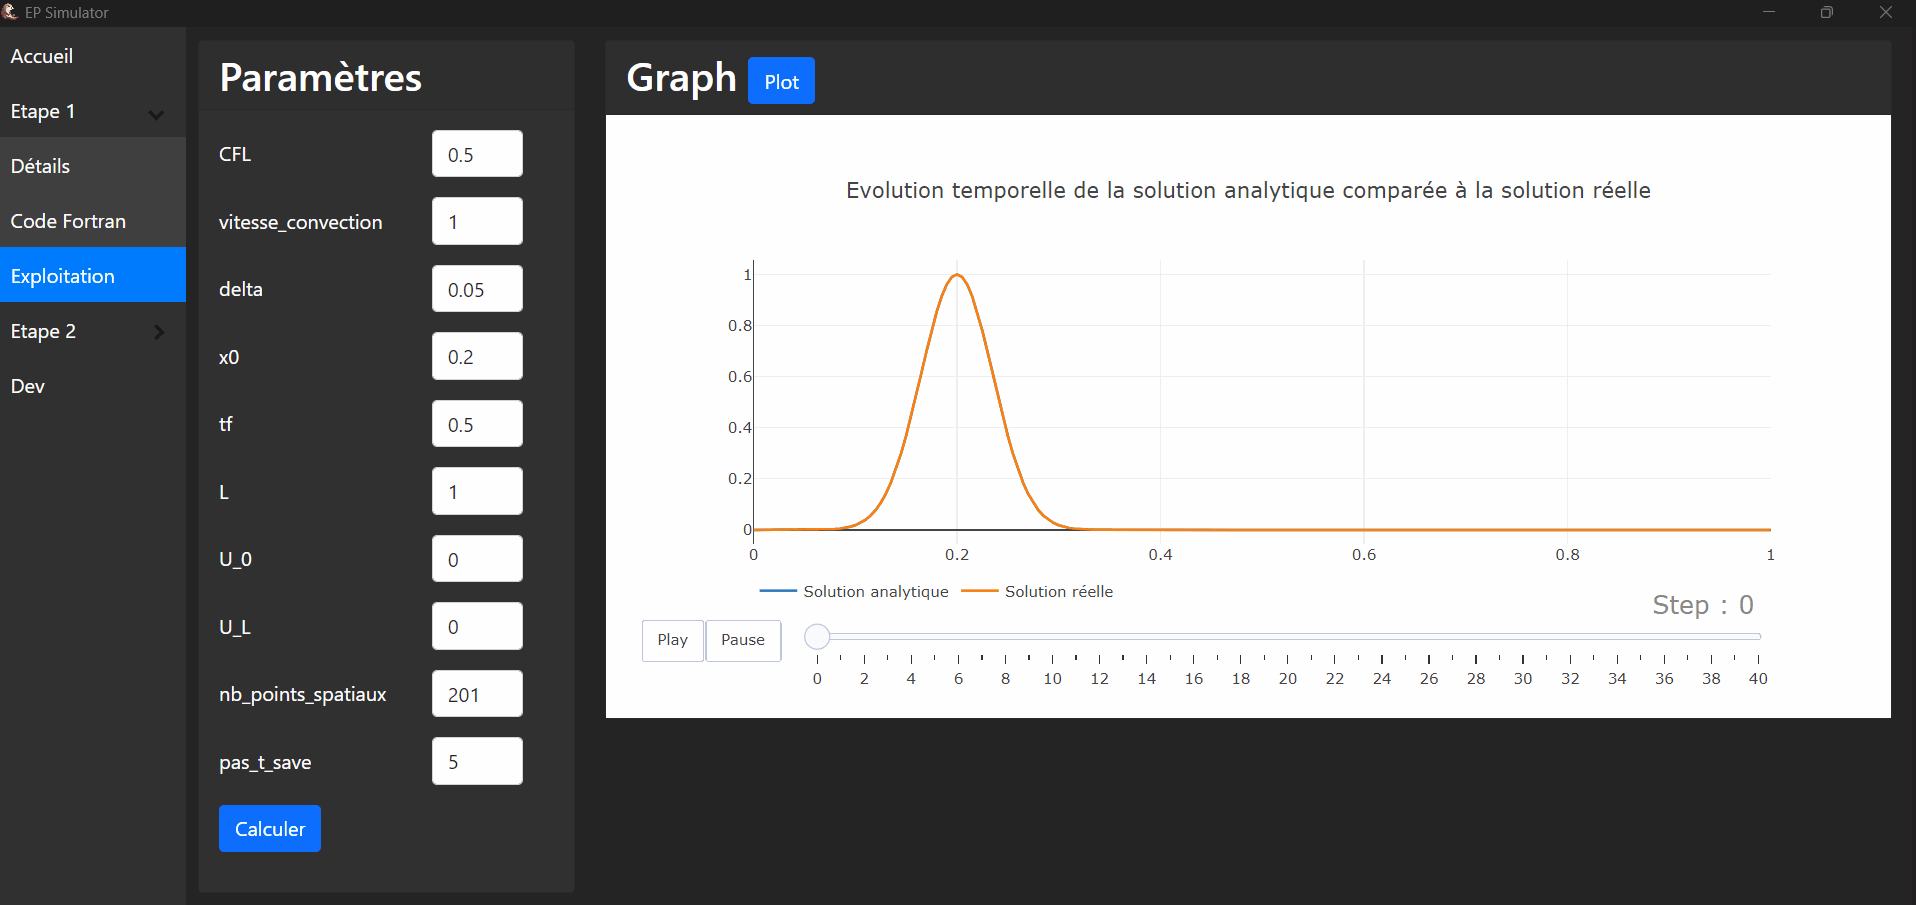 EP Simulator
Accueil
Etape 1
Détails
Code Fortran
Exploitation
Etape 2
Dev
Paramètres
CFL 0.5
vitesse_convection 1
delta 0.05
x0 0.2
tf 0.5
L 1
U_0 0
U_L 0
nb_points_spatiaux 201
pas_t_save 5
Calculer
Graph Plot
Evolution temporelle de la solution analytique comparée à la solution réelle
1
0.8
0.6
0.4
0.2
0
0 0.2 0.4 0.6 0.8 1
Solution analytique Solution réelle
Step : 0
Play Pause
0 2 4 6 8 10 12 14 16 18 20 22 24 26 28 30 32 34 36 38 40